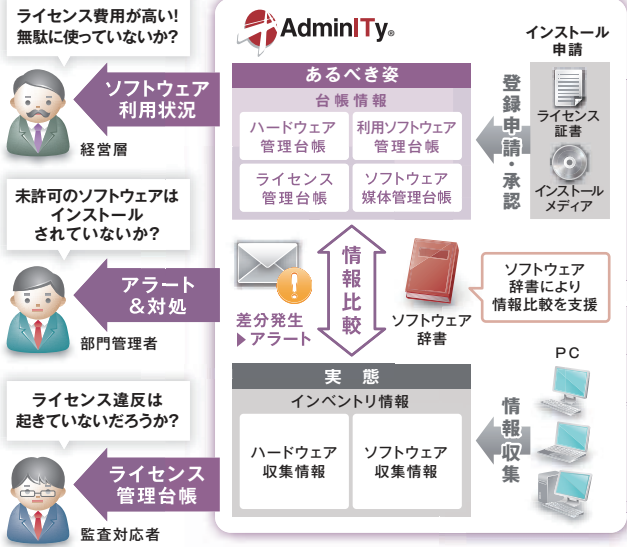 ライセンス費用が高い!
無駄に使っていないか?
ソフトウェア
利用状況
経営層
未許可のソフトウェアは
インストール
されていないか?
アラート
&対処
部門管理者
ライセンス違反は
起きていないだろうか?
ライセンス
管理台帳
監査対応者
AdminITy®
あるべき姿
台帳情報
ハードウェア
管理台帳
利用ソフトウェア
管理台帳
ライセンス
管理台帳
ソフトウェア
媒体管理台帳
差分発生
▶アラート
情報比較
ソフトウェア
辞書
ソフトウェア
辞書により
情報比較を支援
実態
インベントリ情報
ハードウェア
収集情報
ソフトウェア
収集情報
インストール
申請
登録申請・承認
ライセンス
証書
インストール
メディア
PC
情報収集